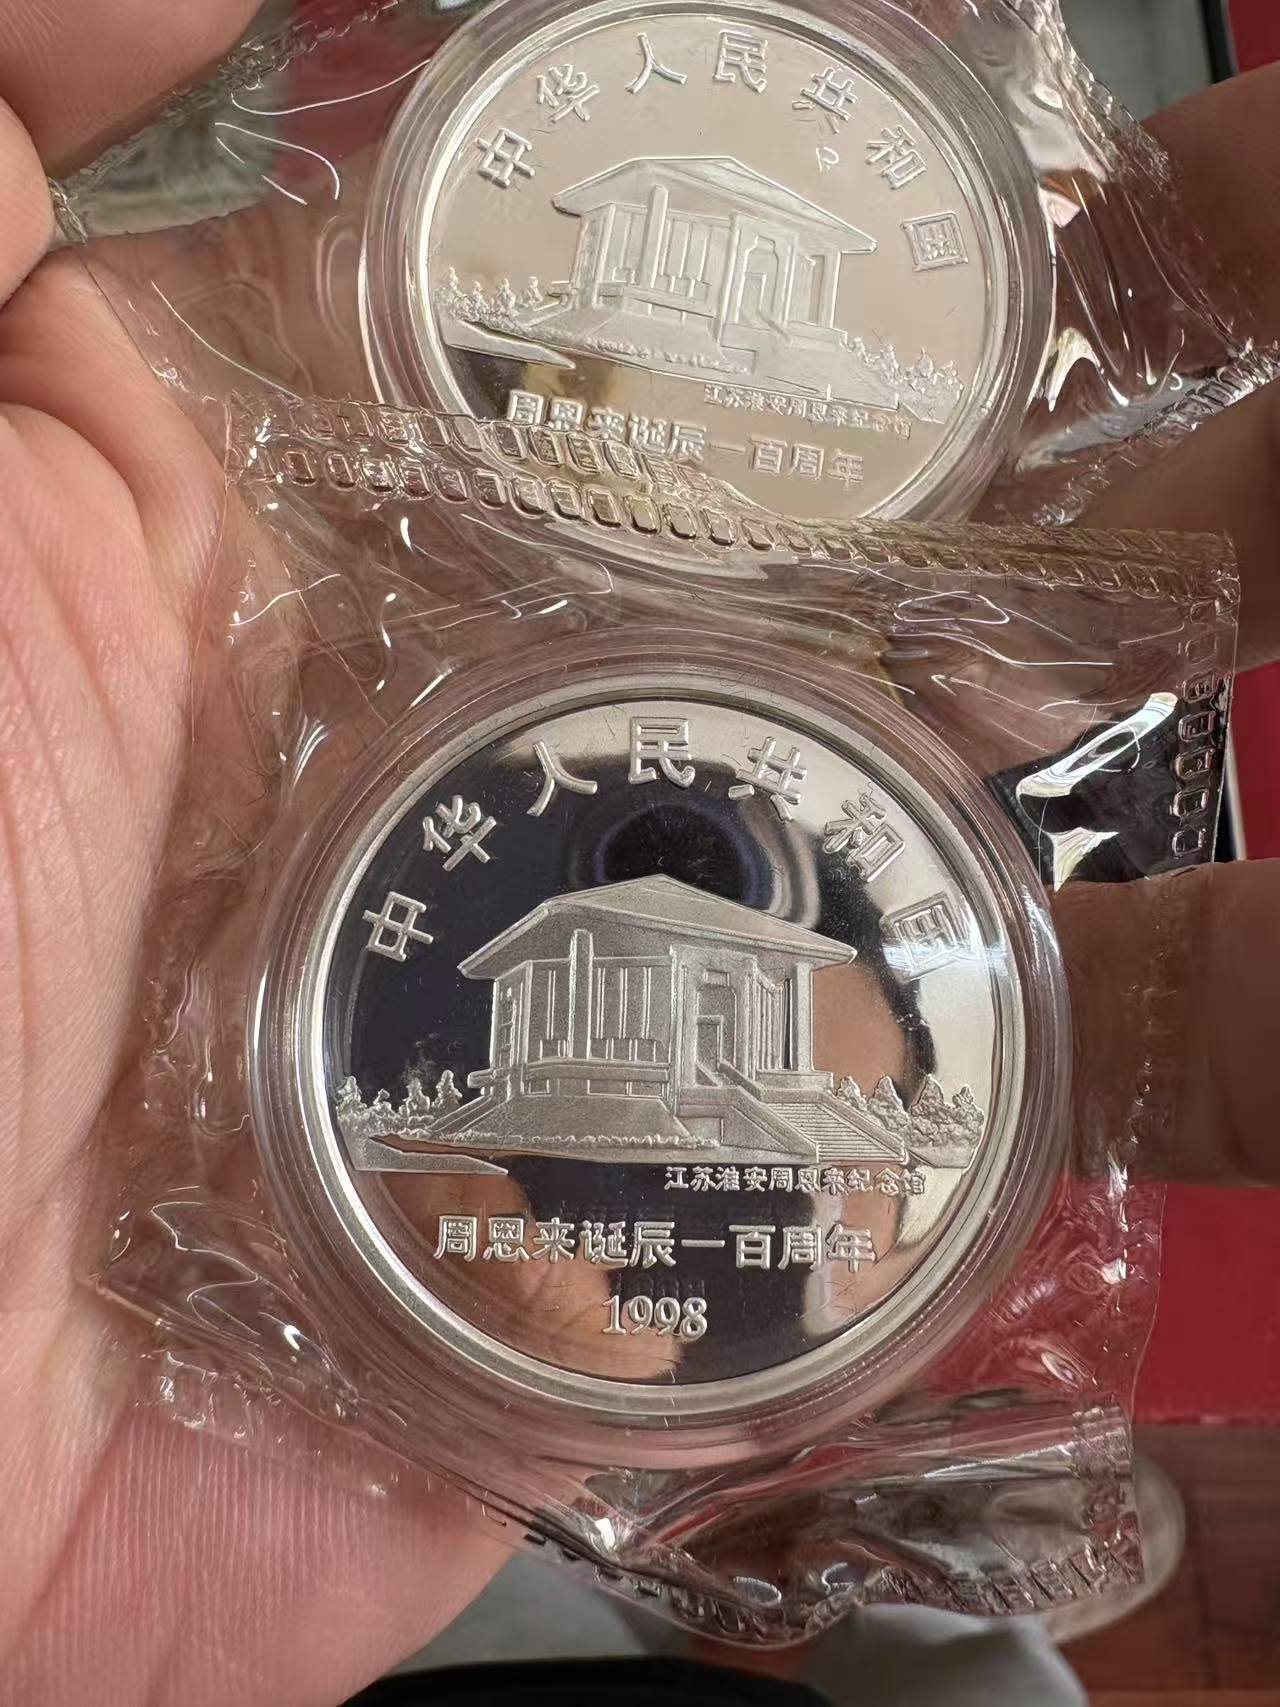 中华人民共和国
江苏淮安周恩来纪念馆
周恩来诞辰一百周年
中华人民共和国
江苏淮安周恩来纪念馆
周恩来诞辰一百周年
1998